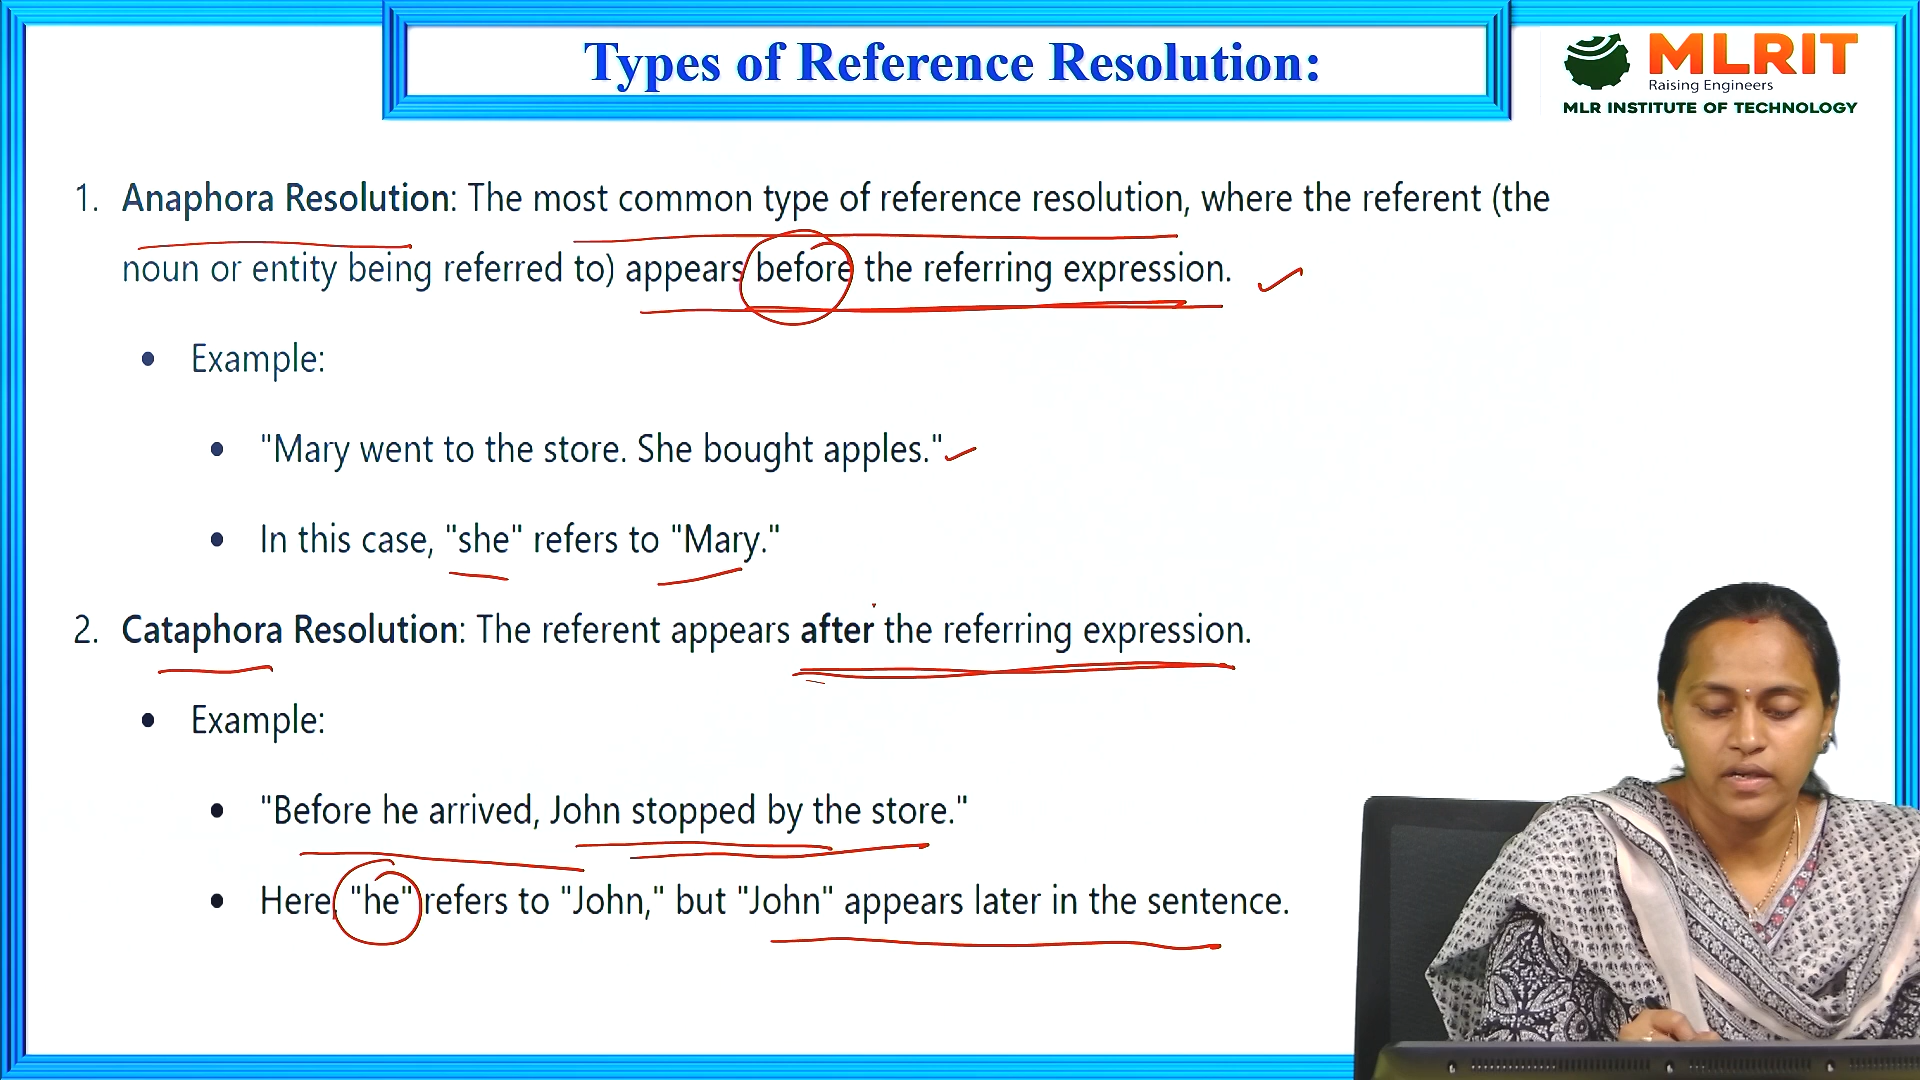 Types of Reference Resolution:
MLRIT
Raising Engineers
MLR INSTITUTE OF TECHNOLOGY
1. Anaphora Resolution: The most common type of reference resolution, where the referent (the
noun or entity being referred to) appears before the referring expression.
• Example:
• "Mary went to the store. She bought apples."
• In this case, "she" refers to "Mary."
2. Cataphora Resolution: The referent appears after the referring expression.
• Example:
• "Before he arrived, John stopped by the store."
• Here, "he" refers to "John," but "John" appears later in the sentence.